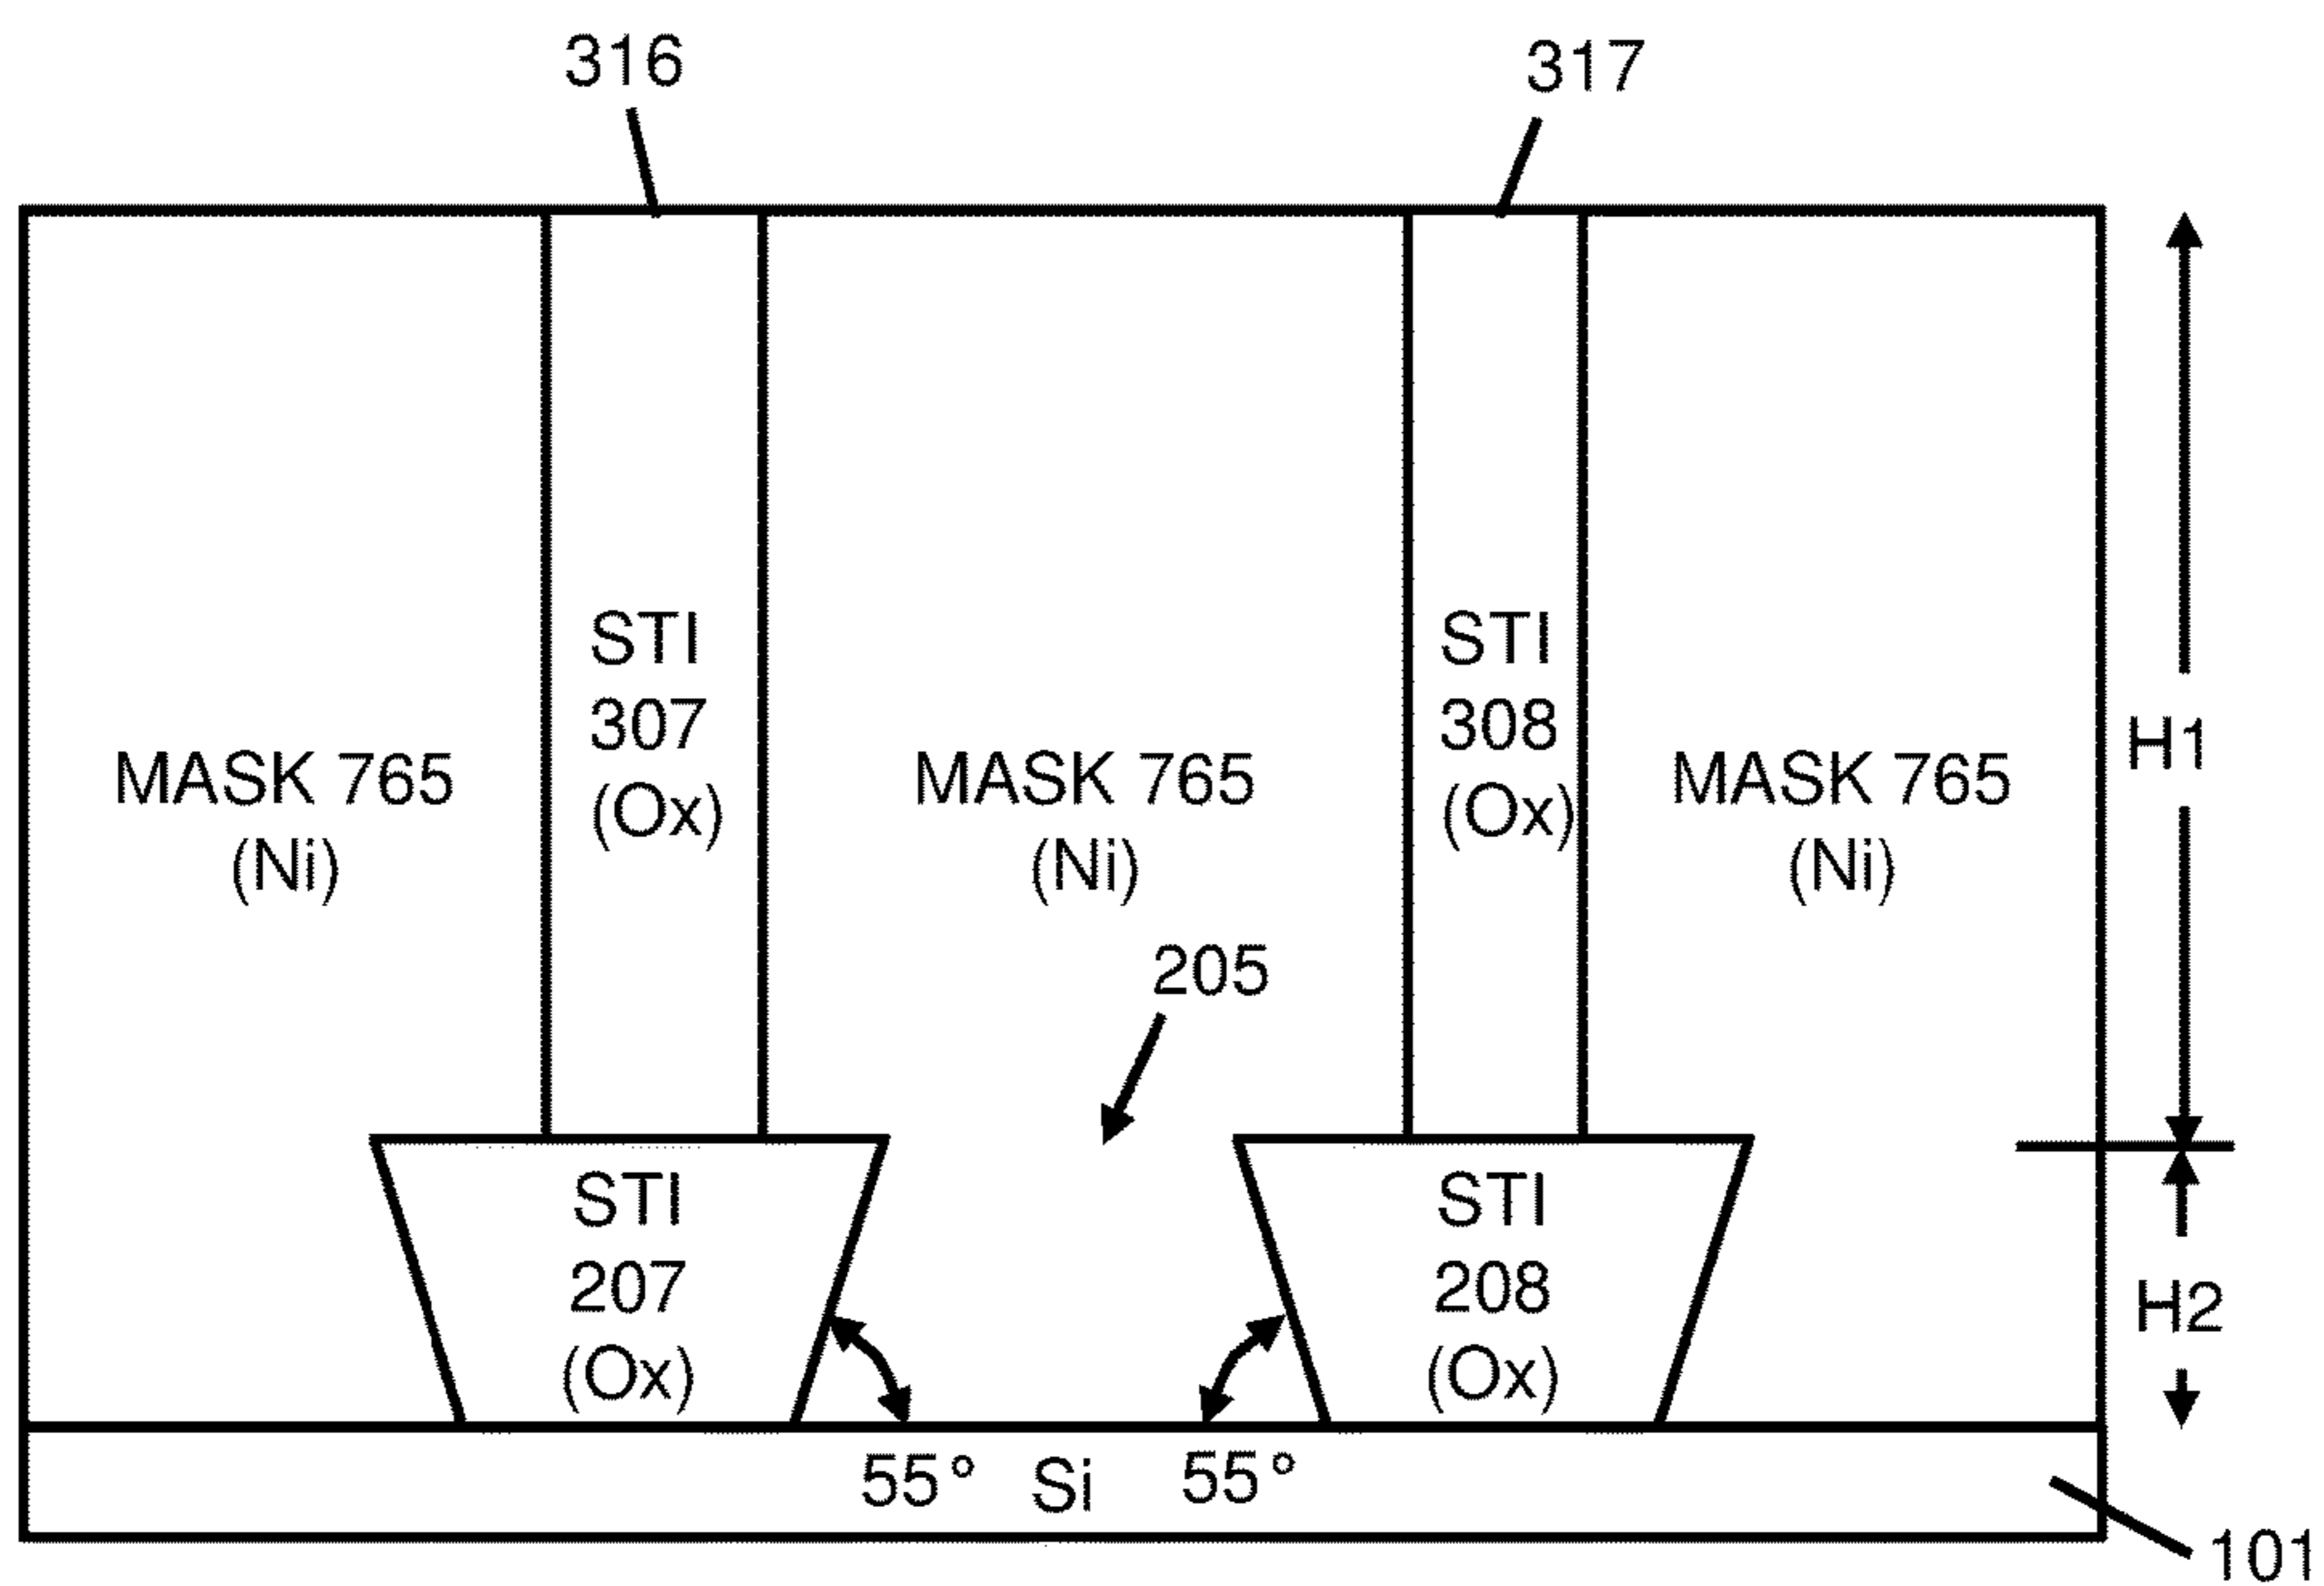 316
317
STI
307
(Ox)
STI
308
(Ox)
MASK 765
(Ni)
MASK 765
(Ni)
MASK 765
(Ni)
H1
205
STI
207
(Ox)
STI
208
(Ox)
H2
55° Si 55°
101